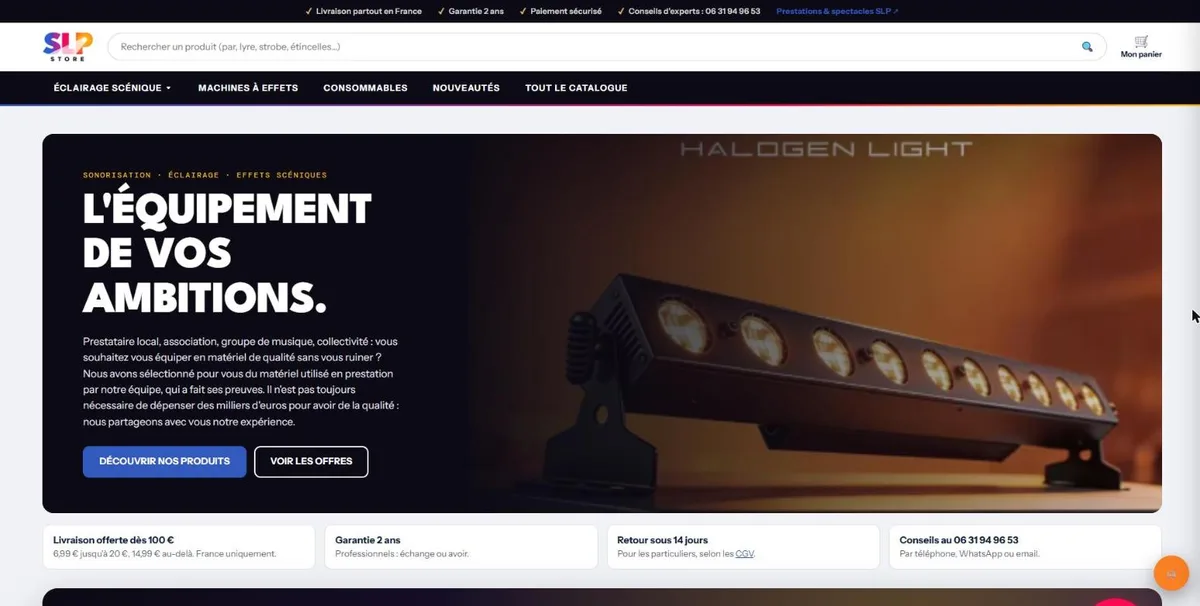 ✓ Livraison partout en France ✓ Garantie 2 ans ✓ Paiement sécurisé ✓ Conseils d'experts : 06 31 94 96 53 Prestations & spectacles SLP ↗
SLP
STORE
Rechercher un produit (par, lyre, strobe, étincelles...)
Mon panier
ÉCLAIRAGE SCÉNIQUE ▾ MACHINES À EFFETS CONSOMMABLES NOUVEAUTÉS TOUT LE CATALOGUE
HALOGEN LIGHT
SONORISATION · ÉCLAIRAGE · EFFETS SCÉNIQUES
L'ÉQUIPEMENT
DE VOS
AMBITIONS.
Prestataire local, association, groupe de musique, collectivité : vous
souhaitez vous équiper en matériel de qualité sans vous ruiner ?
Nous avons sélectionné pour vous du matériel utilisé en prestation
par notre équipe, qui a fait ses preuves. Il n'est pas toujours
nécessaire de dépenser des milliers d'euros pour avoir de la qualité :
nous partageons avec vous notre expérience.
DÉCOUVRIR NOS PRODUITS VOIR LES OFFRES
Livraison offerte dès 100 €
6,99 € jusqu'à 20 €, 14,99 € au-delà. France uniquement.
Garantie 2 ans
Professionnels : échange ou avoir.
Retour sous 14 jours
Pour les particuliers, selon les CGV.
Conseils au 06 31 94 96 53
Par téléphone, WhatsApp ou email.